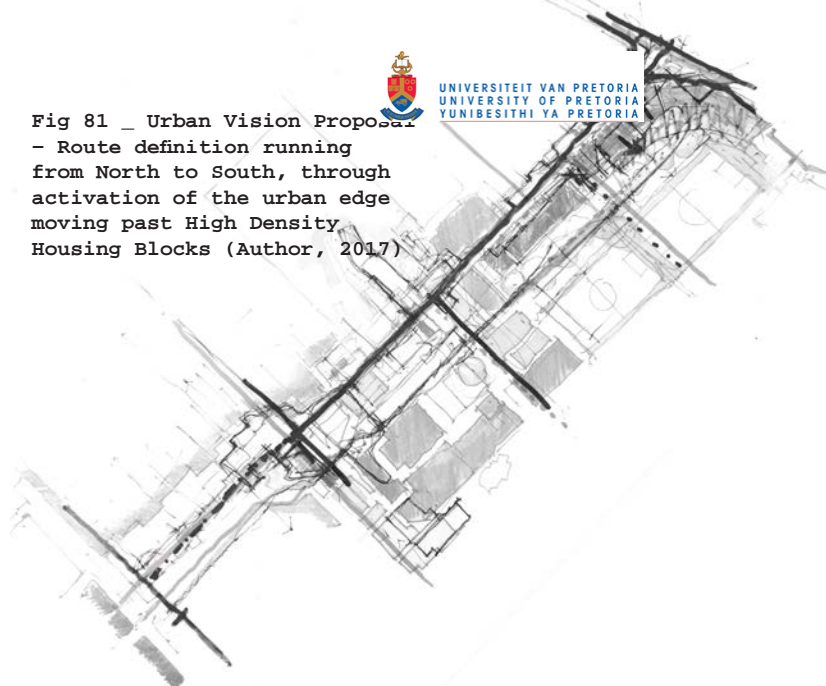 UNIVERSITEIT VAN PRETORIA
UNIVERSITY OF PRETORIA
YUNIBESITHI YA PRETORIA
Fig 81 _ Urban Vision Proposal
– Route definition running
from North to South, through
activation of the urban edge
moving past High Density
Housing Blocks (Author, 2017)